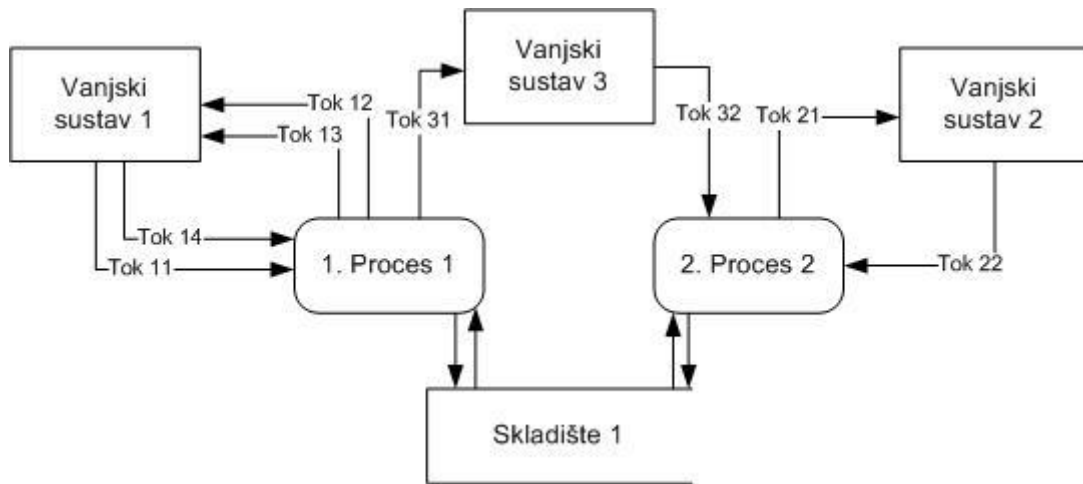 Vanjski
sustav 3
Vanjski
sustav 1
Vanjski
sustav 2
Tok 12
Tok 31
Tok 32
Tok 21
Tok 13
Tok 14
Tok 11
1. Proces 1
2. Proces 2
Tok 22
Skladište 1